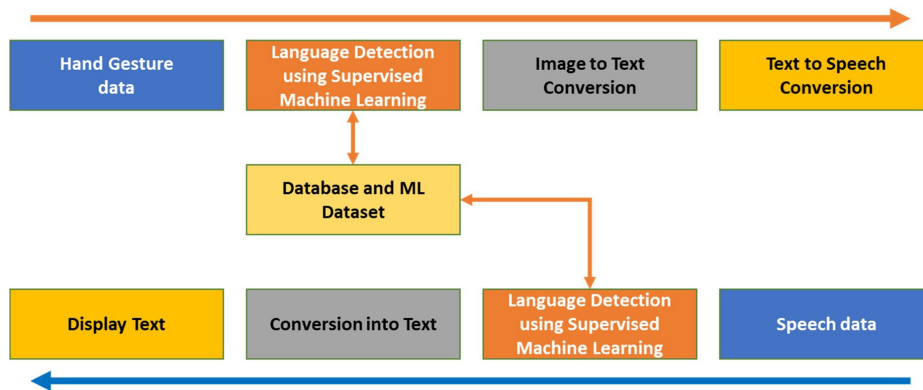 Hand Gesture
data
Language Detection
using Supervised
Machine Learning
Image to Text
Conversion
Text to Speech
Conversion
Database and ML
Dataset
Display Text
Conversion into Text
Language Detection
using Supervised
Machine Learning
Speech data